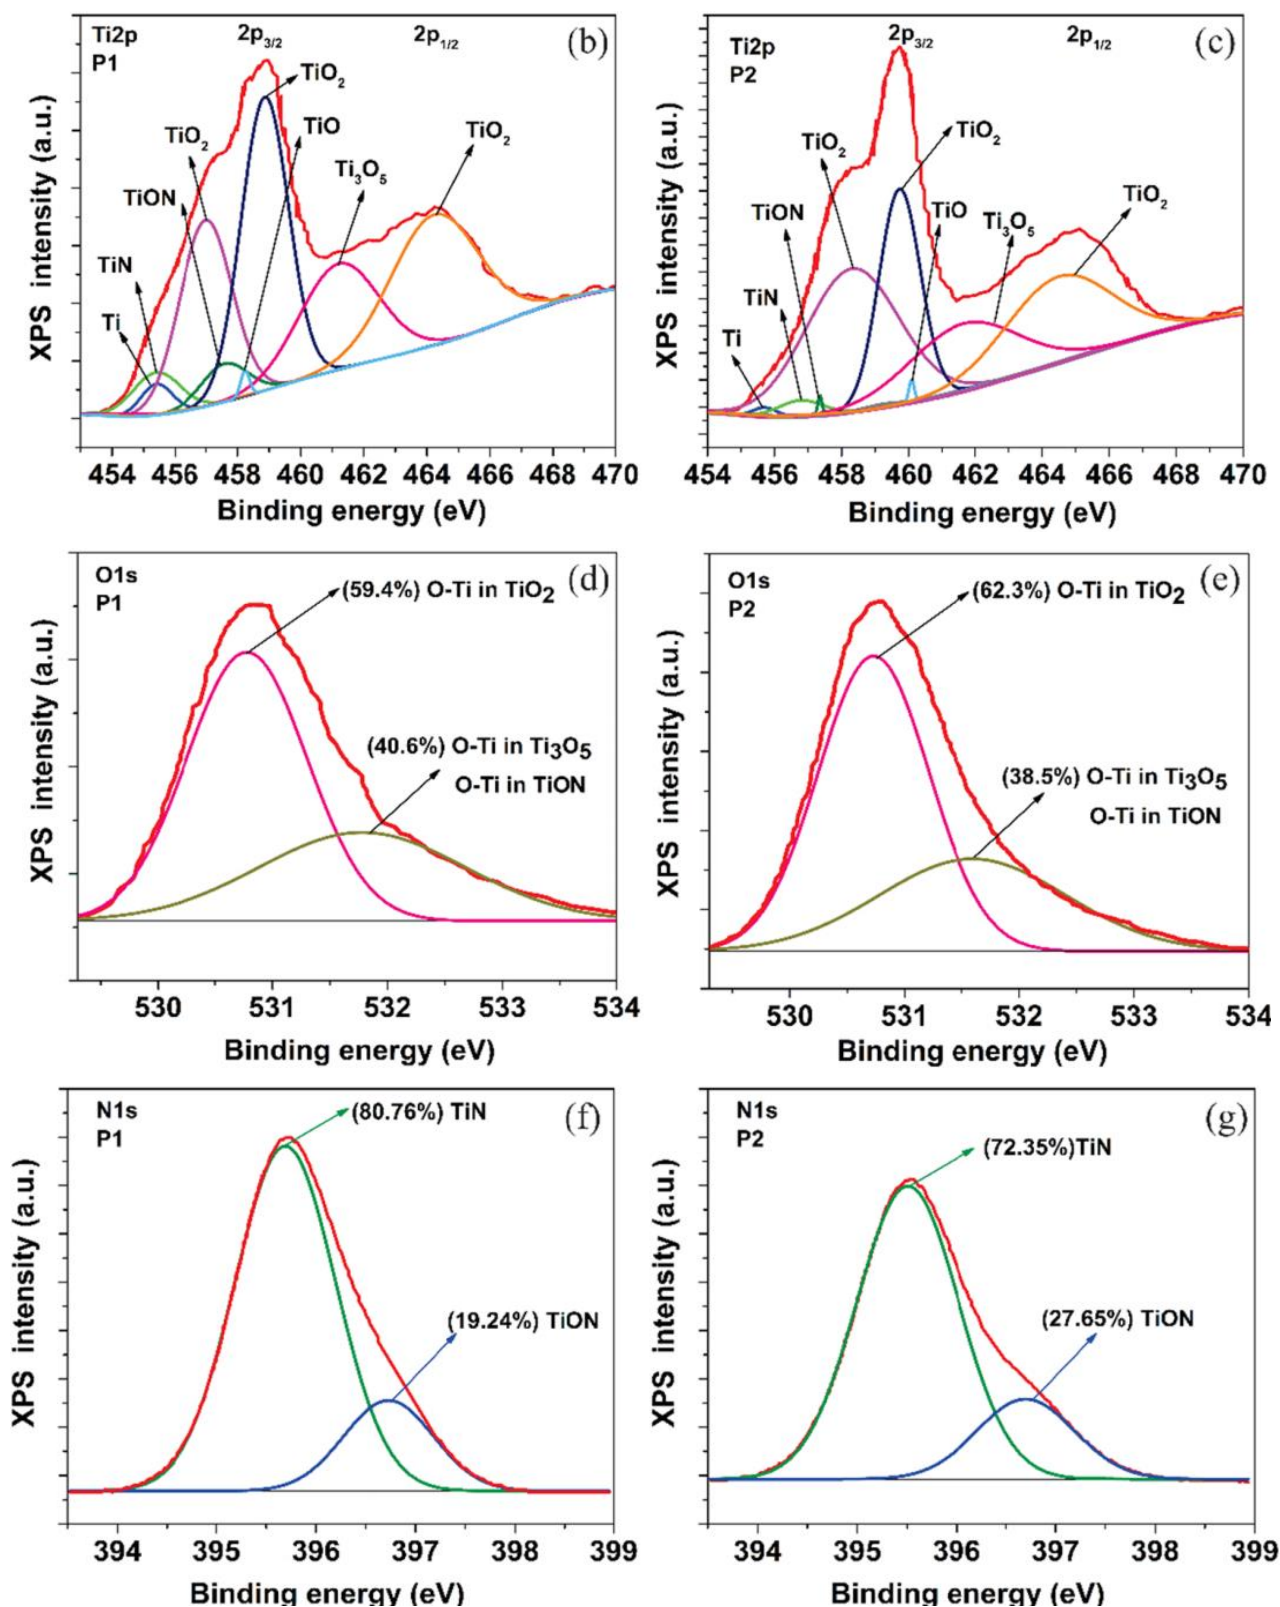 Ti2p
P1
2p3/2
2p1/2
(b)
TiO2
TiO2
TiO
TiO2
Ti3O5
TiON
TiN
Ti
XPS intensity (a.u.)
454 456 458 460 462 464 466 468 470
Binding energy (eV)
Ti2p
P2
2p3/2
2p1/2
(c)
TiO2
TiO2
TiO2
TiON
TiO
Ti3O5
TiN
Ti
XPS intensity (a.u.)
454 456 458 460 462 464 466 468 470
Binding energy (eV)
O1s
P1
(d)
(59.4%) O-Ti in TiO2
(40.6%) O-Ti in Ti3O5
O-Ti in TiON
XPS intensity (a.u.)
530 531 532 533 534
Binding energy (eV)
O1s
P2
(e)
(62.3%) O-Ti in TiO2
(38.5%) O-Ti in Ti3O5
O-Ti in TiON
XPS intensity (a.u.)
530 531 532 533 534
Binding energy (eV)
N1s
P1
(f)
(80.76%) TiN
(19.24%) TiON
XPS intensity (a.u.)
394 395 396 397 398 399
Binding energy (eV)
N1s
P2
(g)
(72.35%)TiN
(27.65%) TiON
XPS intensity (a.u.)
394 395 396 397 398 399
Binding energy (eV)